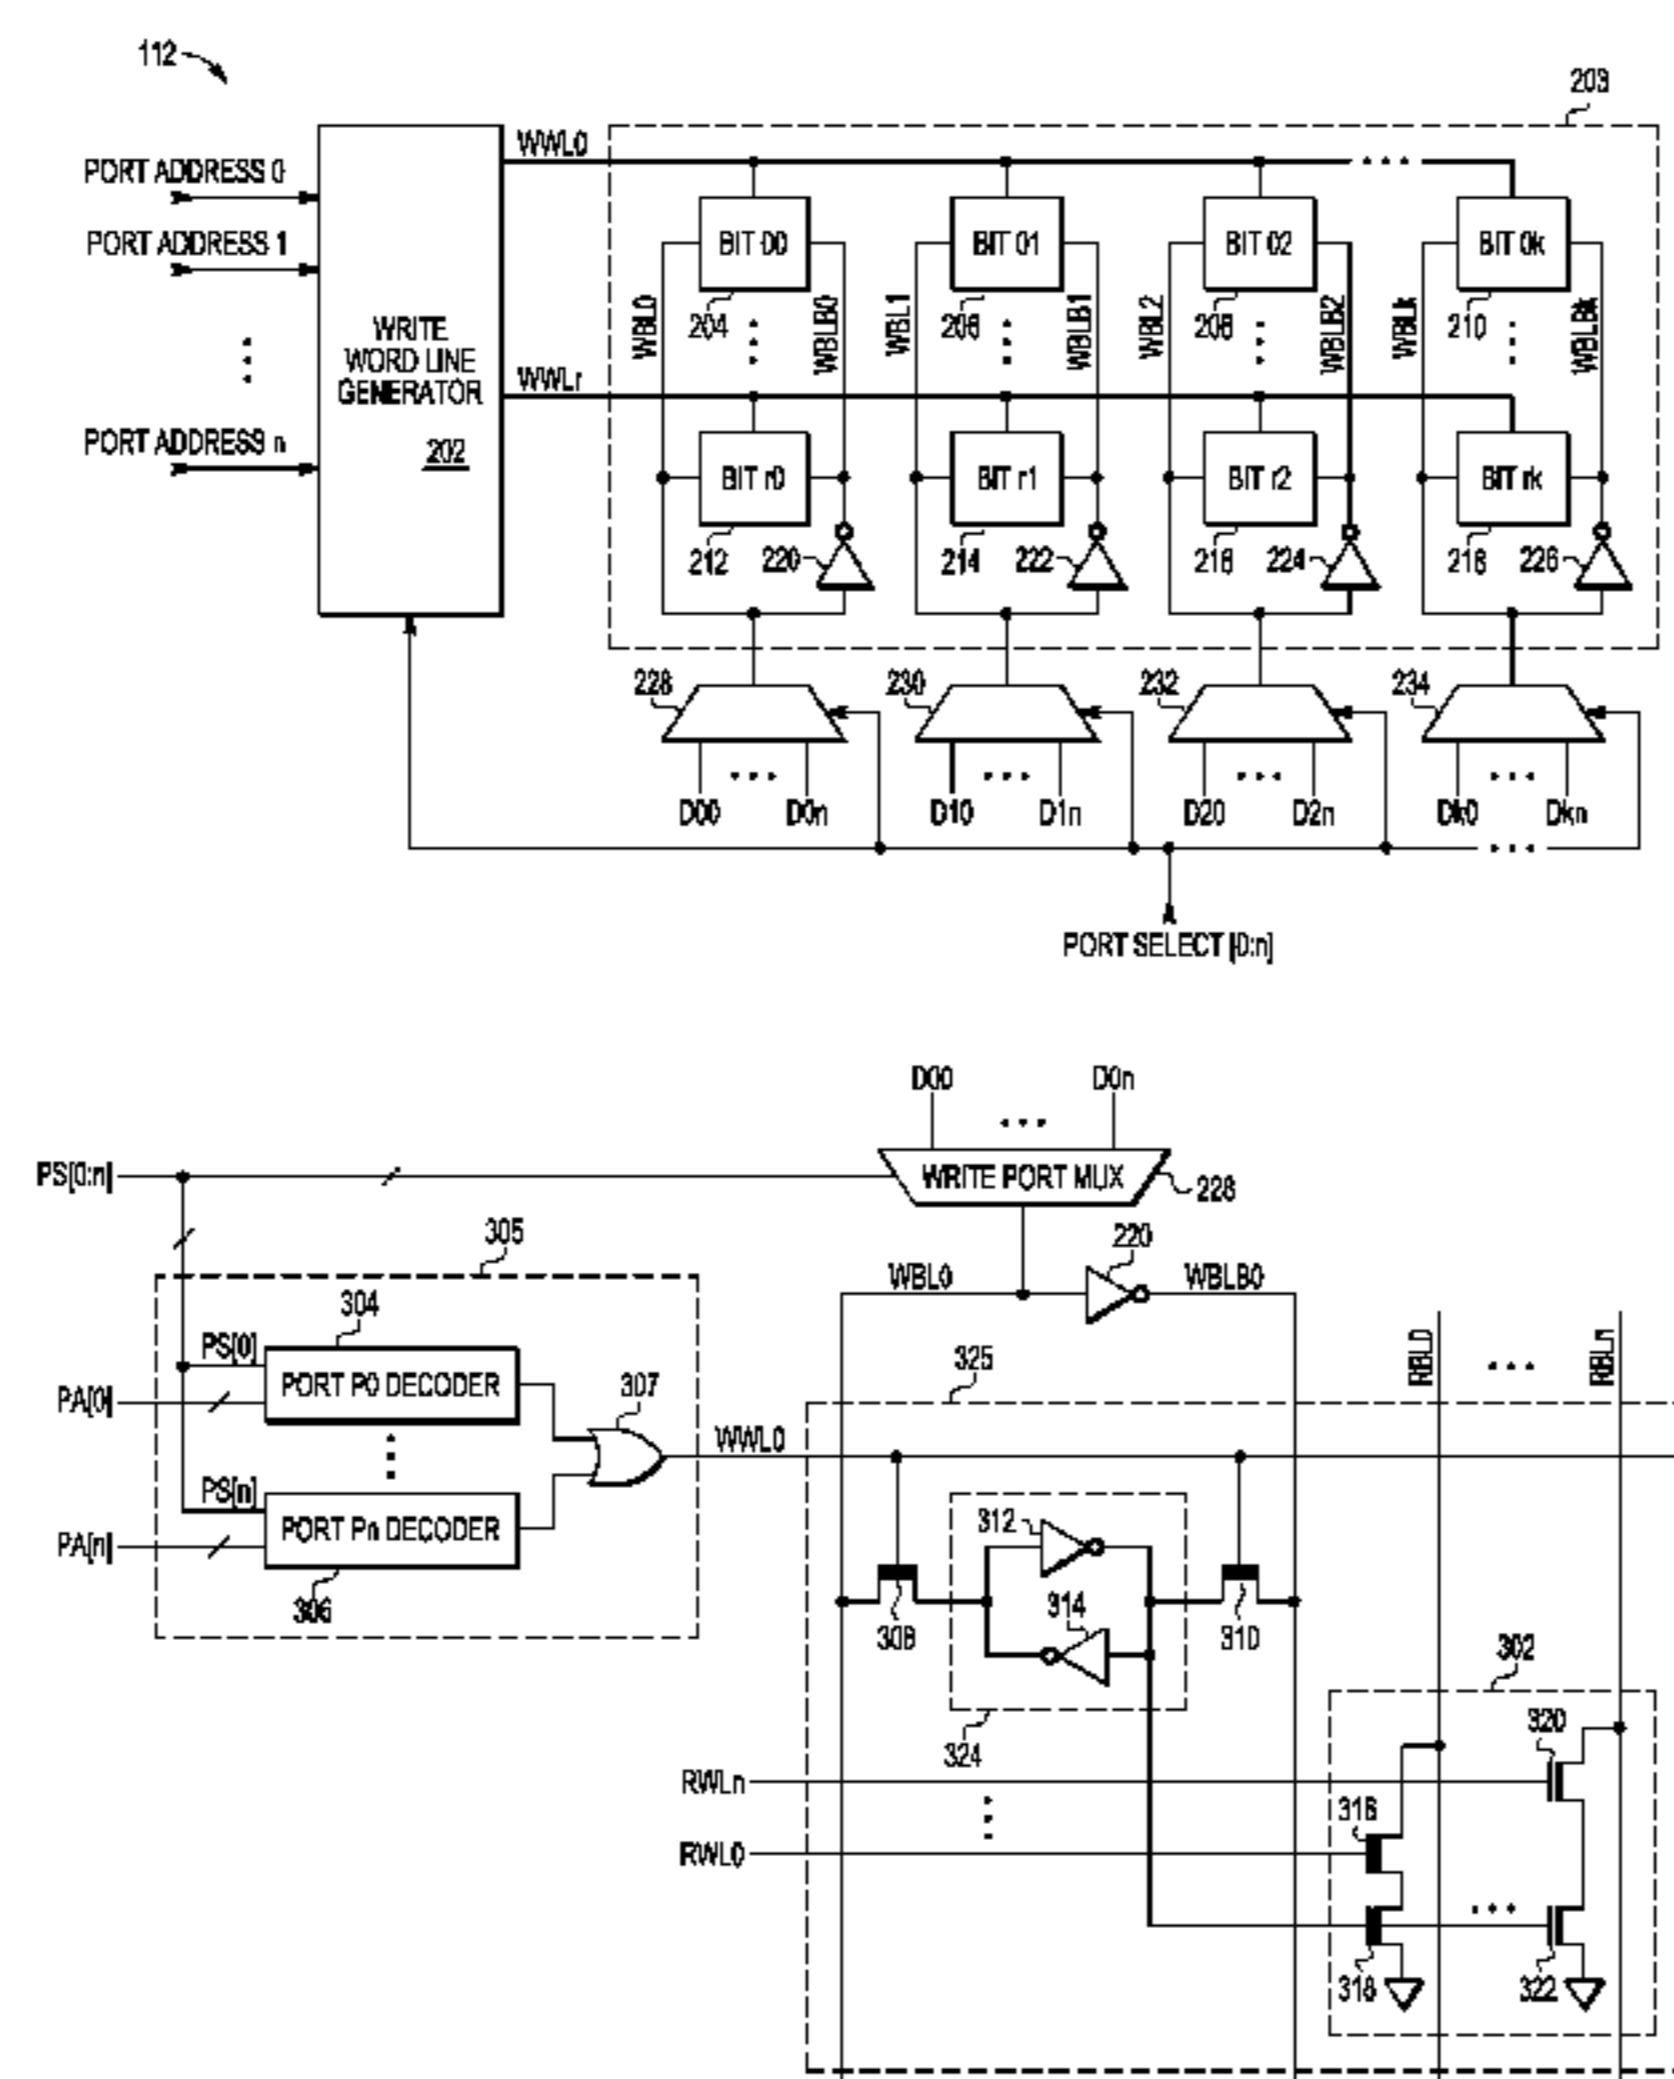 112
203
PORT ADDRESS 0
PORT ADDRESS 1
PORT ADDRESS n
WRITE
WORD LINE
GENERATOR
202
WWL0
WWLr
BIT 00
BIT 01
BIT 02
BIT 0k
204
206
208
210
WBL0
WBLB0
WBL1
WBLB1
WBL2
WBLB2
WBLk
WBLBk
BIT r0
BIT r1
BIT r2
BIT rk
212
220
214
222
216
224
218
226
228
230
232
234
D00
D0n
D10
D1n
D20
D2n
Dk0
Dkn
PORT SELECT [0:n]
D00
D0n
PS[0:n]
WRITE PORT MUX
228
305
220
WBL0
WBLB0
304
PS[0]
PORT P0 DECODER
PA[0]
307
325
RBL0
RBLn
WWL0
PS[n]
PORT Pn DECODER
PA[n]
306
312
314
308
310
302
324
320
RWLn
316
RWL0
318
322